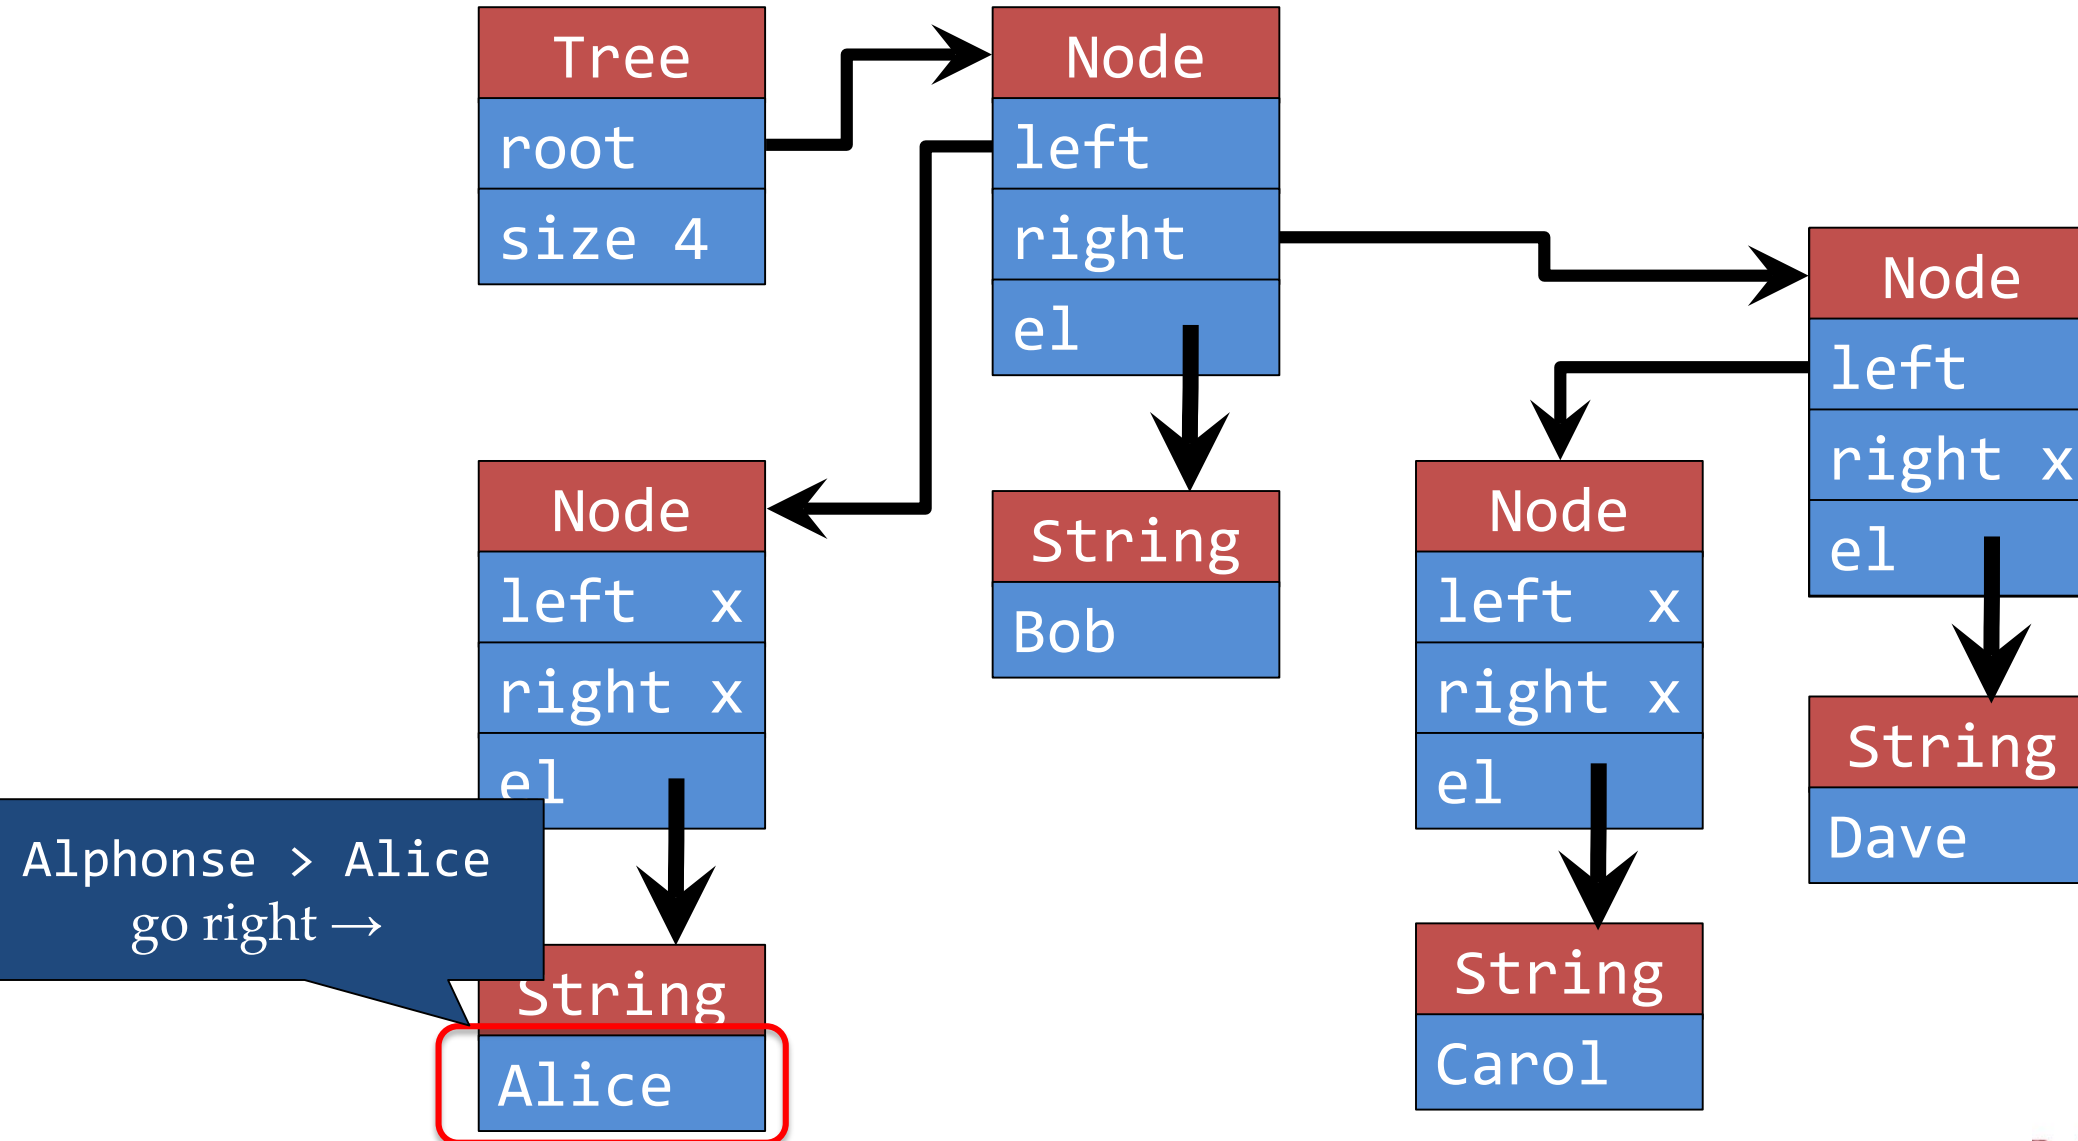 Tree
root
size 4
Node
left
right
el
Node
left
right x
el
Node
left x
right x
el
String
Bob
Node
left x
right x
el
String
Dave
Alphonse > Alice
go right →
String
Alice
String
Carol